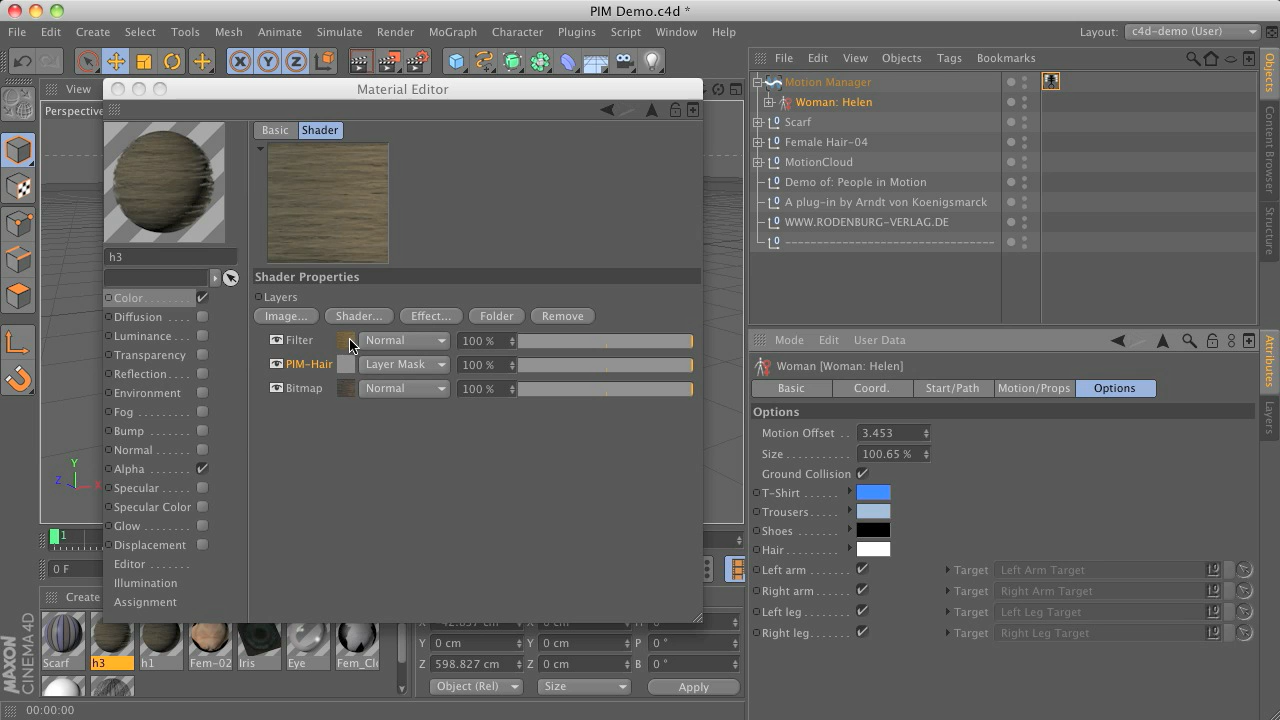 PIM Demo.c4d *
File Edit Create Select Tools Mesh Animate Simulate Render MoGraph Character Plugins Script Window Help
Layout: c4d-demo (User)
X Y Z
View
Material Editor
File Edit View Objects Tags Bookmarks
Perspective
Basic Shader
Motion Manager
Woman: Helen
Scarf
Female Hair-04
MotionCloud
Demo of: People in Motion
A plug-in by Arndt von Koenigsmarck
WWW.RODENBURG-VERLAG.DE
--------------------------------
Objects
Content Browser
Structure
h3
Shader Properties
Layers
Image... Shader... Effect... Folder Remove
Filter Normal 100 %
PIM-Hair Layer Mask 100 %
Bitmap Normal 100 %
Color
Diffusion
Luminance
Transparency
Reflection
Environment
Fog
Bump
Normal
Alpha
Specular
Specular Color
Glow
Displacement
Editor
Illumination
Assignment
Mode Edit User Data
Woman [Woman: Helen]
Basic Coord. Start/Path Motion/Props Options
Options
Motion Offset .. 3.453
Size 100.65 %
Ground Collision
T-Shirt
Trousers
Shoes
Hair
Left arm Target Left Arm Target
Right arm Target Right Arm Target
Left leg Target Left Leg Target
Right leg Target Right Leg Target
Attributes
Layers
Y
Z
1
0 F
Create
Scarf h3 h1 Fem-02 Iris Eye
Y 0 cm Y 0 cm P 0 °
Z 598.827 cm Z 0 cm B 0 °
Object (Rel) Size Apply
MAXON
CINEMA 4D
00:00:00